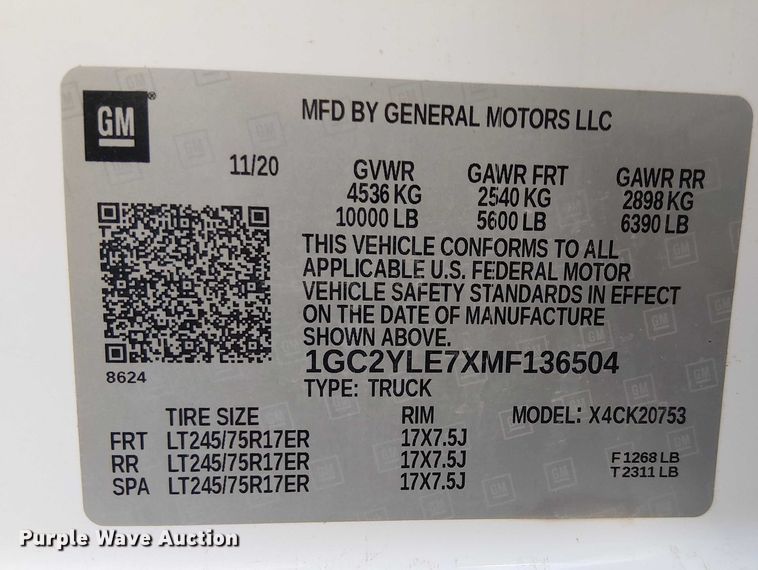 GM ®
MFD BY GENERAL MOTORS LLC
11/20
GVWR GAWR FRT GAWR RR
4536 KG 2540 KG 2898 KG
10000 LB 5600 LB 6390 LB
THIS VEHICLE CONFORMS TO ALL
APPLICABLE U.S. FEDERAL MOTOR
VEHICLE SAFETY STANDARDS IN EFFECT
ON THE DATE OF MANUFACTURE
SHOWN ABOVE.
8624
1GC2YLE7XMF136504
TYPE: TRUCK
TIRE SIZE RIM MODEL: X4CK20753
FRT LT245/75R17ER 17X7.5J
RR LT245/75R17ER 17X7.5J F 1268 LB
SPA LT245/75R17ER 17X7.5J T 2311 LB
Purple Wave Auction